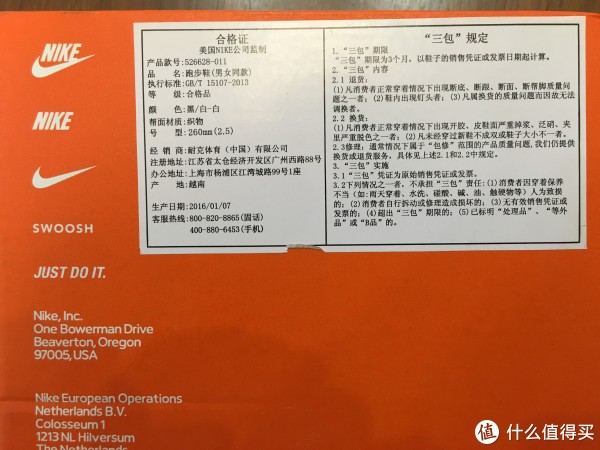 NIKE
NIKE
SWOOSH
JUST DO IT.
Nike, Inc.
One Bowerman Drive
Beaverton, Oregon
97005, USA
Nike European Operations
Netherlands B.V.
Colosseum 1
1213 NL Hilversum
The Netherlands
合格证
美国NIKE公司监制
产品款号:526628-011
品 名:跑步鞋(男女同款)
执行标准:GB/T 15107-2013
等 级:合格品
颜 色:黑/白-白
帮面材质:织物
号 型:260mm(2.5)
经 销 商:耐克体育（中国）有限公司
注册地址:江苏省太仓经济开发区广州西路88号
办公地址:上海市杨浦区江湾城路99号1座
产 地:越南
生产日期:2016/01/07
客服热线:800-820-8865(固话)
400-880-6453(手机)
“三包”规定
1. “三包”期限
“三包”期限为3个月，以鞋子的销售凭证或发票日期起计算。
2. “三包”内容
2.1 退货:
(1)凡消费者正常穿着情况下出现断底、断跟、断面、断帮脚质量问
题之一者; (2)鞋内出现钉头者; (3)凡属换货的质量问题而因故无法
调换者。
2.2 换货:
(1)凡消费者正常穿着情况下出现开胶、皮鞋面严重掉浆、泛硝、夹
里严重脱色之一者; (2)凡未经穿过新鞋不成双或鞋子大小不一者。
2.3修理: 通常情况下属于“包修”范围的产品质量问题,我们仍提供
换货或退货服务，具体见上述2.1和2.2中规定。
3. “三包”实施
3.1“三包”凭证为原始销售凭证或发票。
3.2下列情况之一者，不承担“三包”责任:(1)消费者因穿着保养
不当(如:雨天穿着、水洗、碰酸、碱、油、触硬物等）人为致损
的; (2)消费者自行拆动或修理造成损坏的; (3)无有效销售凭证或
发票的; (4)超出“三包”期限的; (5)已标明“处理品”、“等外
品”或“B品”的。
值 什么值得买